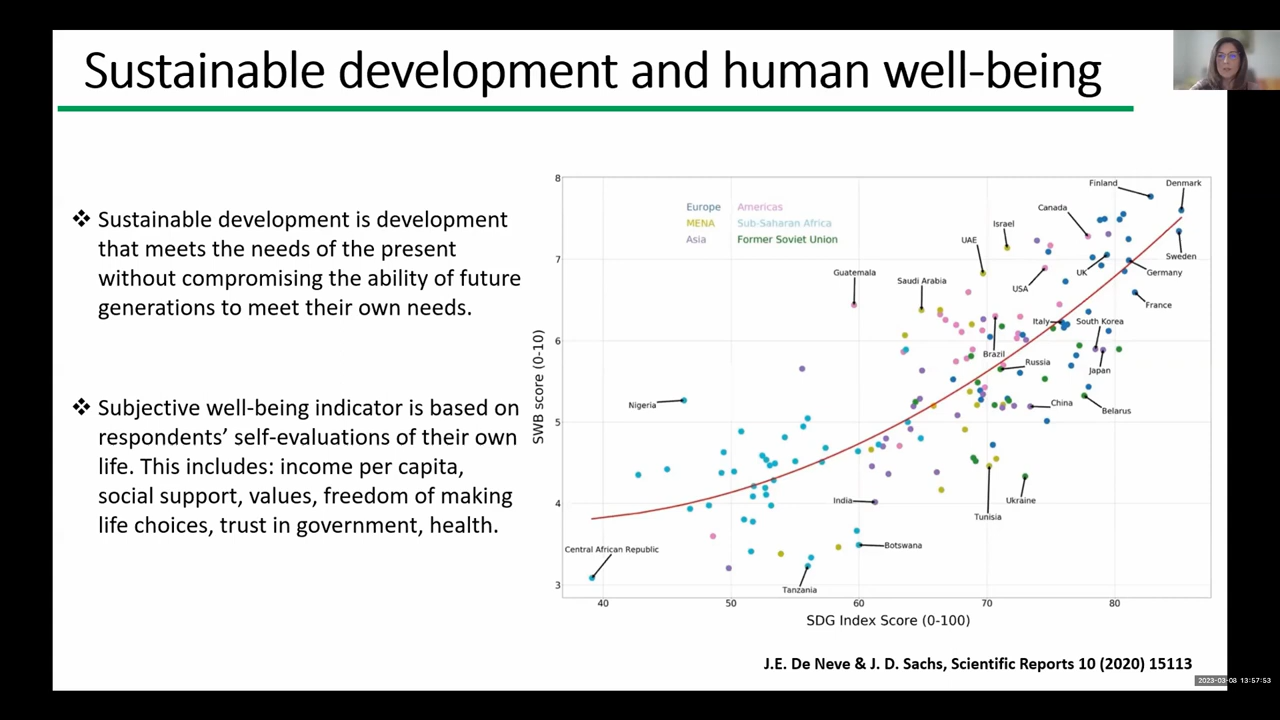 Sustainable development and human well-being
❖ Sustainable development is development
that meets the needs of the present
without compromising the ability of future
generations to meet their own needs.
❖ Subjective well-being indicator is based on
respondents' self-evaluations of their own
life. This includes: income per capita,
social support, values, freedom of making
life choices, trust in government, health.
8
7
6
5
4
3
SWB score (0-10)
Europe Americas
MENA Sub-Saharan Africa
Asia Former Soviet Union
Finland
Denmark
Canada
Israel
UAE
Sweden
Guatemala
Saudi Arabia
UK
Germany
USA
France
Italy
South Korea
Brazil
Russia
Japan
Nigeria
China
Belarus
India
Ukraine
Tunisia
Central African Republic
Botswana
Tanzania
40 50 60 70 80
SDG Index Score (0-100)
J.E. De Neve & J. D. Sachs, Scientific Reports 10 (2020) 15113
2023-03-08 13:57:53